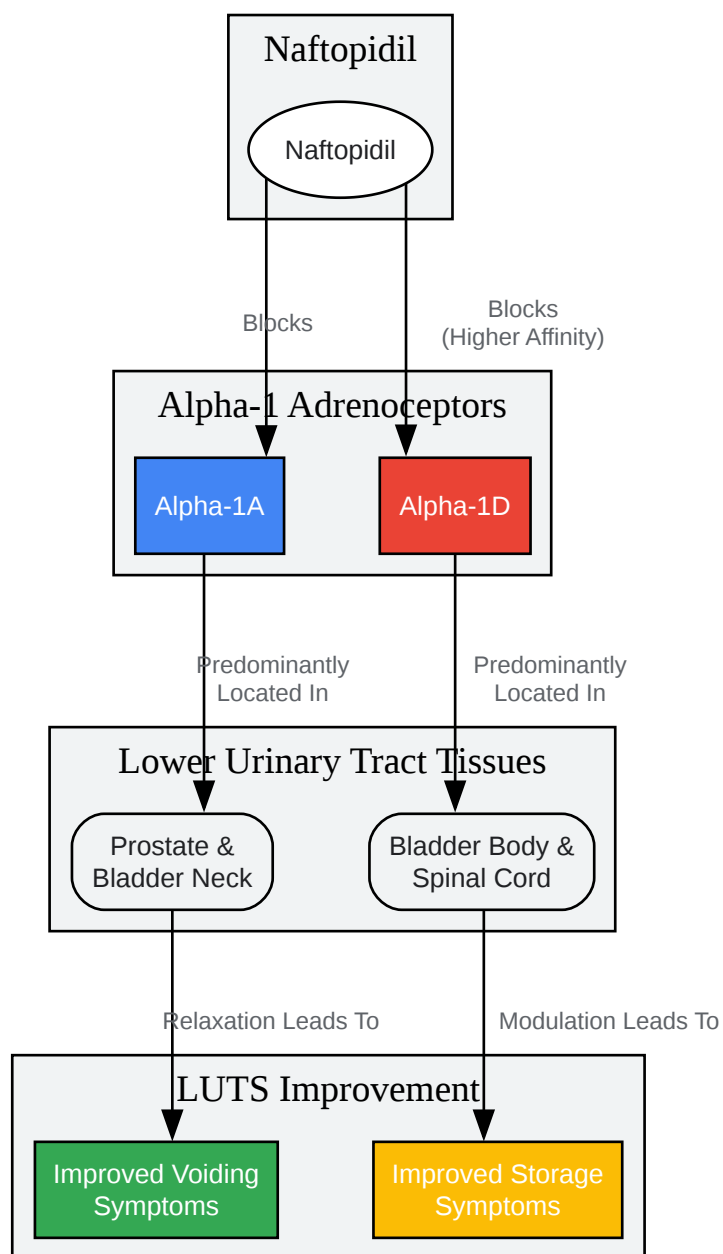 Naftopidil
Naftopidil
Blocks
Blocks
(Higher Affinity)
Alpha-1 Adrenoceptors
Alpha-1A
Alpha-1D
Predominantly
Located In
Predominantly
Located In
Lower Urinary Tract Tissues
Prostate &
Bladder Neck
Bladder Body &
Spinal Cord
Relaxation Leads To
Modulation Leads To
LUTS Improvement
Improved Voiding
Symptoms
Improved Storage
Symptoms